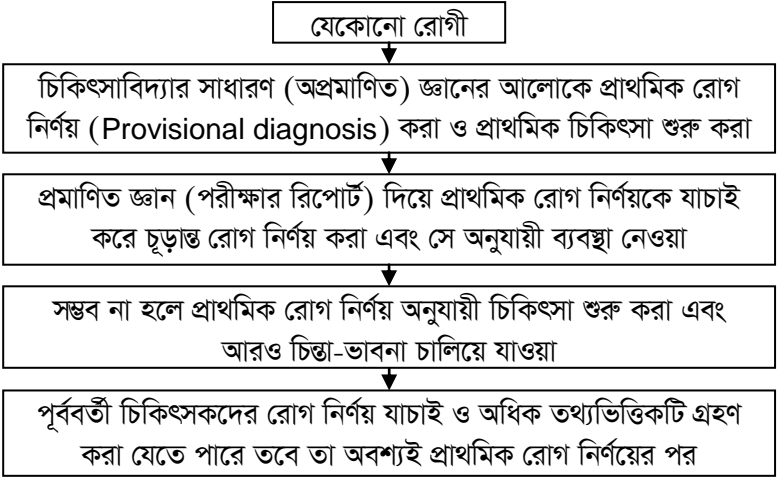 যেকোনো রোগী
চিকিৎসাবিদ্যার সাধারণ (অপ্রমাণিত) জ্ঞানের আলোকে প্রাথমিক রোগ
নির্ণয় (Provisional diagnosis) করা ও প্রাথমিক চিকিৎসা শুরু করা
প্রমাণিত জ্ঞান (পরীক্ষার রিপোর্ট) দিয়ে প্রাথমিক রোগ নির্ণয়কে যাচাই
করে চূড়ান্ত রোগ নির্ণয় করা এবং সে অনুযায়ী ব্যবস্থা নেওয়া
সম্ভব না হলে প্রাথমিক রোগ নির্ণয় অনুযায়ী চিকিৎসা শুরু করা এবং
আরও চিন্তা-ভাবনা চালিয়ে যাওয়া
পূর্ববর্তী চিকিৎসকদের রোগ নির্ণয় যাচাই ও অধিক তথ্যভিত্তিকটি গ্রহণ
করা যেতে পারে তবে তা অবশ্যই প্রাথমিক রোগ নির্ণয়ের পর